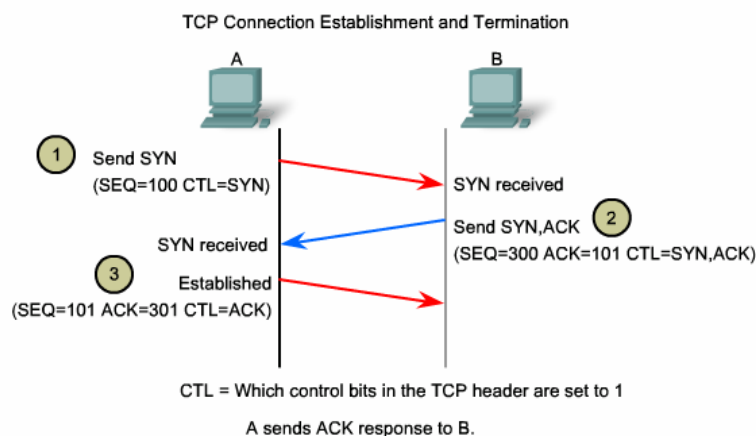 TCP Connection Establishment and Termination
A
B
1
Send SYN
(SEQ=100 CTL=SYN)
SYN received
Send SYN,ACK
2
(SEQ=300 ACK=101 CTL=SYN,ACK)
SYN received
3
Established
(SEQ=101 ACK=301 CTL=ACK)
CTL = Which control bits in the TCP header are set to 1
A sends ACK response to B.